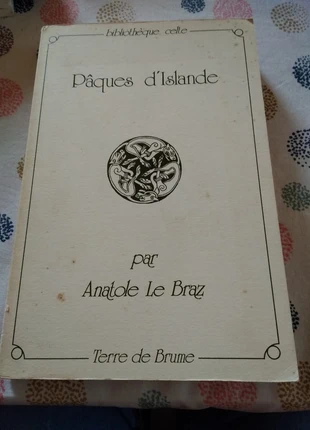 bibliothèque celte
Pâques d'Islande
par
Anatole Le Braz
Terre de Brume